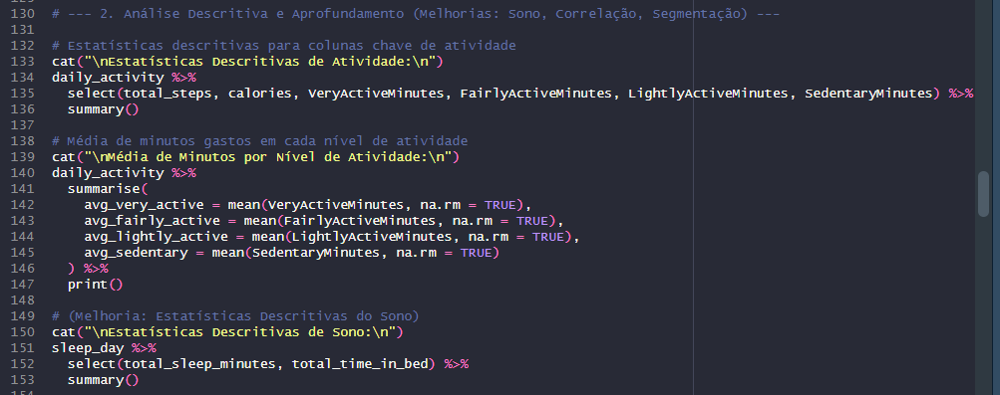 130 # --- 2. Análise Descritiva e Aprofundamento (Melhorias: Sono, Correlação, Segmentação) ---
131
132 # Estatísticas descritivas para colunas chave de atividade
133 cat("\nEstatísticas Descritivas de Atividade:\n")
134 daily_activity %>%
135   select(total_steps, calories, VeryActiveMinutes, FairlyActiveMinutes, LightlyActiveMinutes, SedentaryMinutes) %>%
136   summary()
137
138 # Média de minutos gastos em cada nível de atividade
139 cat("\nMédia de Minutos por Nível de Atividade:\n")
140 daily_activity %>%
141   summarise(
142     avg_very_active = mean(VeryActiveMinutes, na.rm = TRUE),
143     avg_fairly_active = mean(FairlyActiveMinutes, na.rm = TRUE),
144     avg_lightly_active = mean(LightlyActiveMinutes, na.rm = TRUE),
145     avg_sedentary = mean(SedentaryMinutes, na.rm = TRUE)
146   ) %>%
147   print()
148
149 # (Melhoria: Estatísticas Descritivas do Sono)
150 cat("\nEstatísticas Descritivas de Sono:\n")
151 sleep_day %>%
152   select(total_sleep_minutes, total_time_in_bed) %>%
153   summary()